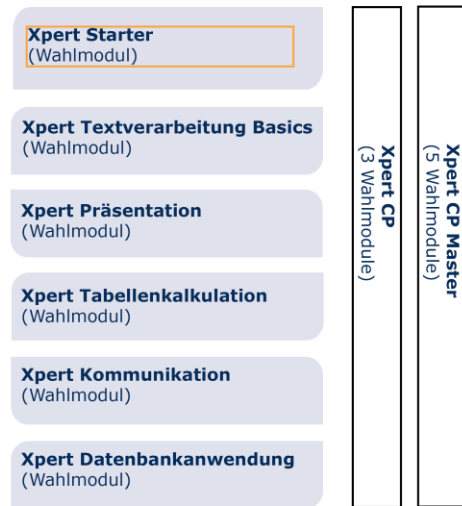 Xpert Starter
(Wahlmodul)
Xpert Textverarbeitung Basics
(Wahlmodul)
Xpert Präsentation
(Wahlmodul)
Xpert Tabellenkalkulation
(Wahlmodul)
Xpert Kommunikation
(Wahlmodul)
Xpert Datenbankanwendung
(Wahlmodul)
Xpert CP
(3 Wahlmodule)
Xpert CP Master
(5 Wahlmodule)